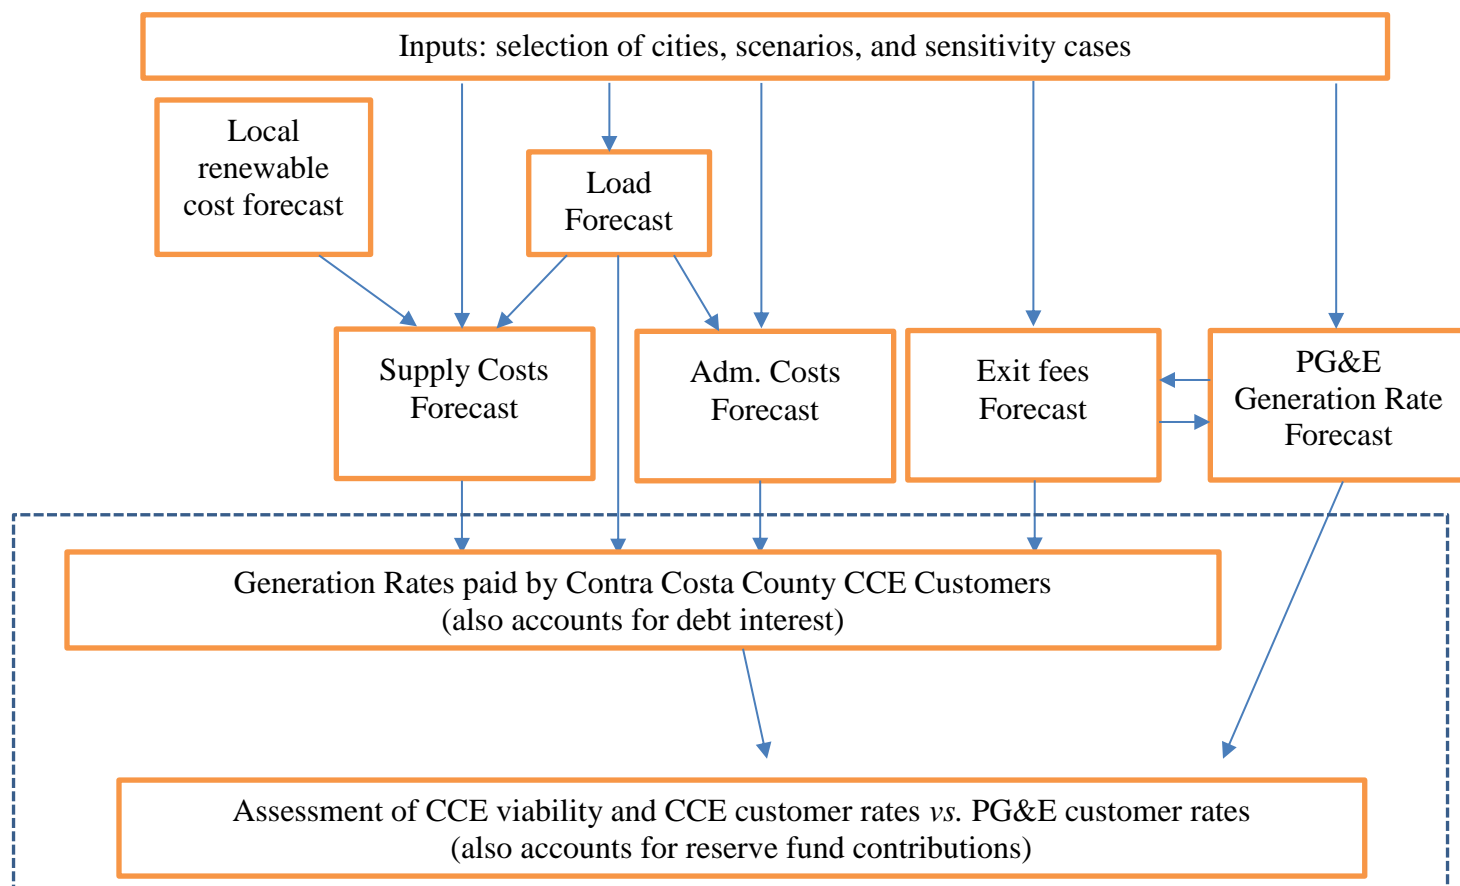 Inputs: selection of cities, scenarios, and sensitivity cases
Local
renewable
cost forecast
Load
Forecast
Supply Costs
Forecast
Adm. Costs
Forecast
Exit fees
Forecast
PG&E
Generation Rate
Forecast
Generation Rates paid by Contra Costa County CCE Customers
(also accounts for debt interest)
Assessment of CCE viability and CCE customer rates vs. PG&E customer rates
(also accounts for reserve fund contributions)